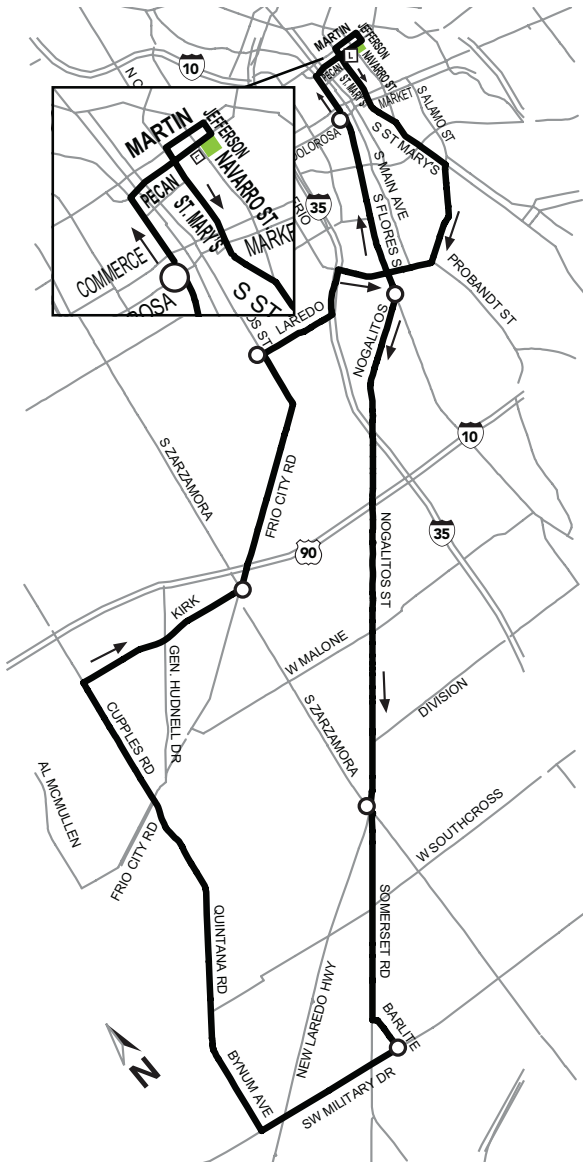 MARTIN
JEFFERSON
L
NAVARRO ST
PECAN
ST. MARY'S
MARKET
S ALAMO ST
10
N C
MARTIN
JEFFERSON
L
NAVARRO ST
PECAN
ST. MARY'S
MARKE
COMMERCE
ROSA
S ST
DOLOROSA
S ST MARY'S
S MAIN AVE
S FLORES S
35
FRIO
PROBANDT ST
OS ST
LAREDO
NOGALITOS
S ZARZAMORA
FRIO CITY RD
10
90
35
NOGALITOS ST
KIRK
GEN. HUDNELL DR
W MALONE
DIVISION
S ZARZAMORA
CUPPLES RD
AL MCMULLEN
FRIO CITY RD
W SOUTHCROSS
QUINTANA RD
SOMERSET RD
NEW LAREDO HWY
BARLITE
BYNUM AVE
SW MILITARY DR
N